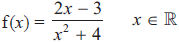 f(x) = (2x − 3)/(x² + 4)    x ∈ ℝ